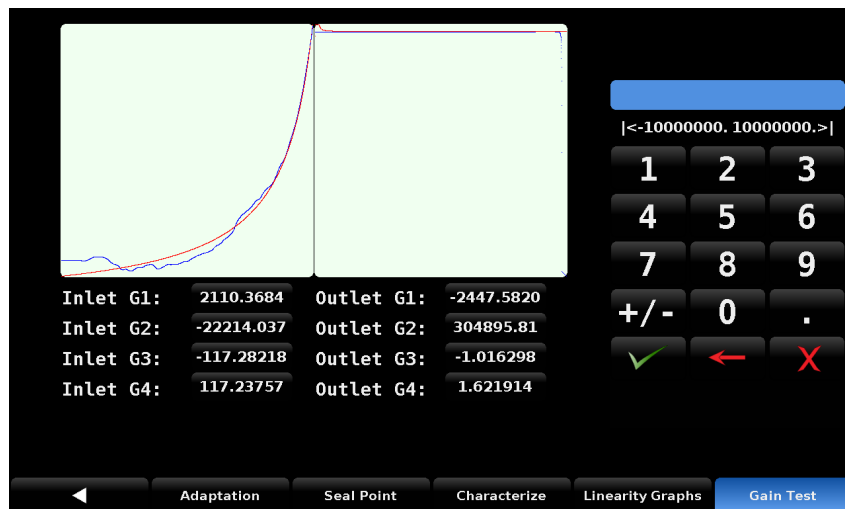 |<-10000000. 10000000.>|
1 2 3
4 5 6
7 8 9
+/- 0 .
X
Inlet G1: 2110.3684 Outlet G1: -2447.5820
Inlet G2: -22214.037 Outlet G2: 304895.81
Inlet G3: -117.28218 Outlet G3: -1.016298
Inlet G4: 117.23757 Outlet G4: 1.621914
Adaptation Seal Point Characterize Linearity Graphs Gain Test